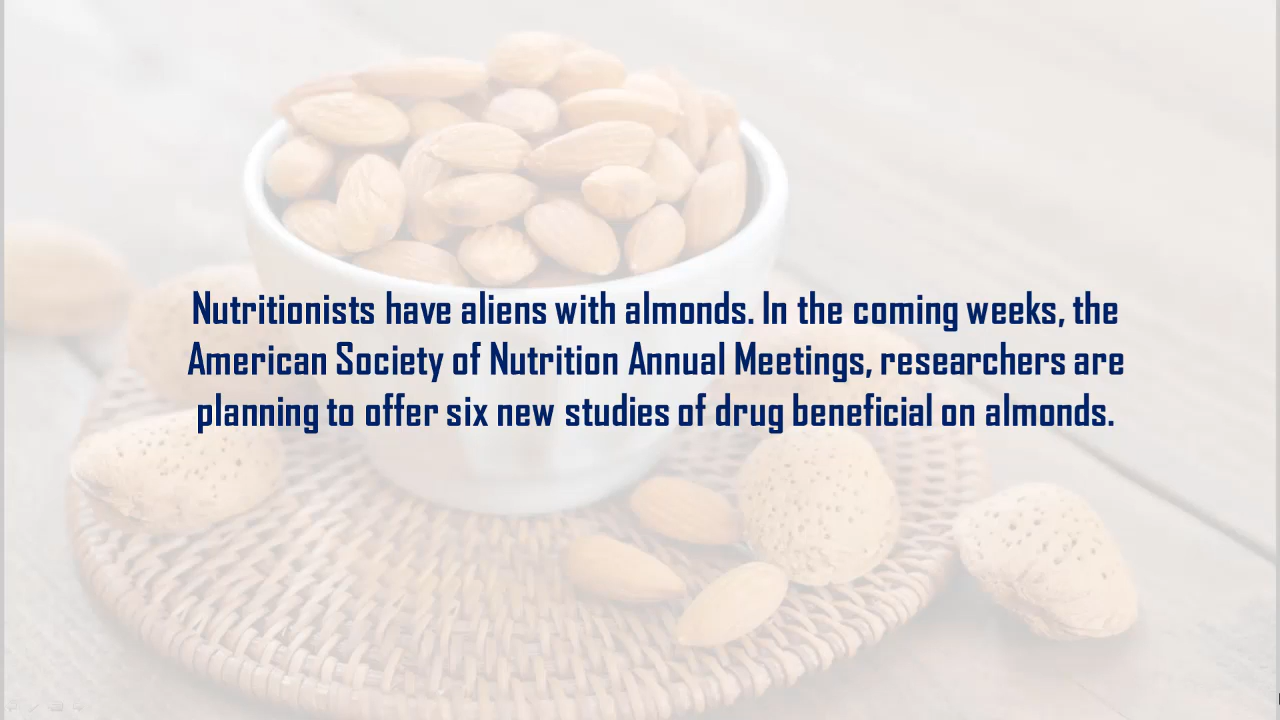 Nutritionists have aliens with almonds. In the coming weeks, the
American Society of Nutrition Annual Meetings, researchers are
planning to offer six new studies of drug beneficial on almonds.